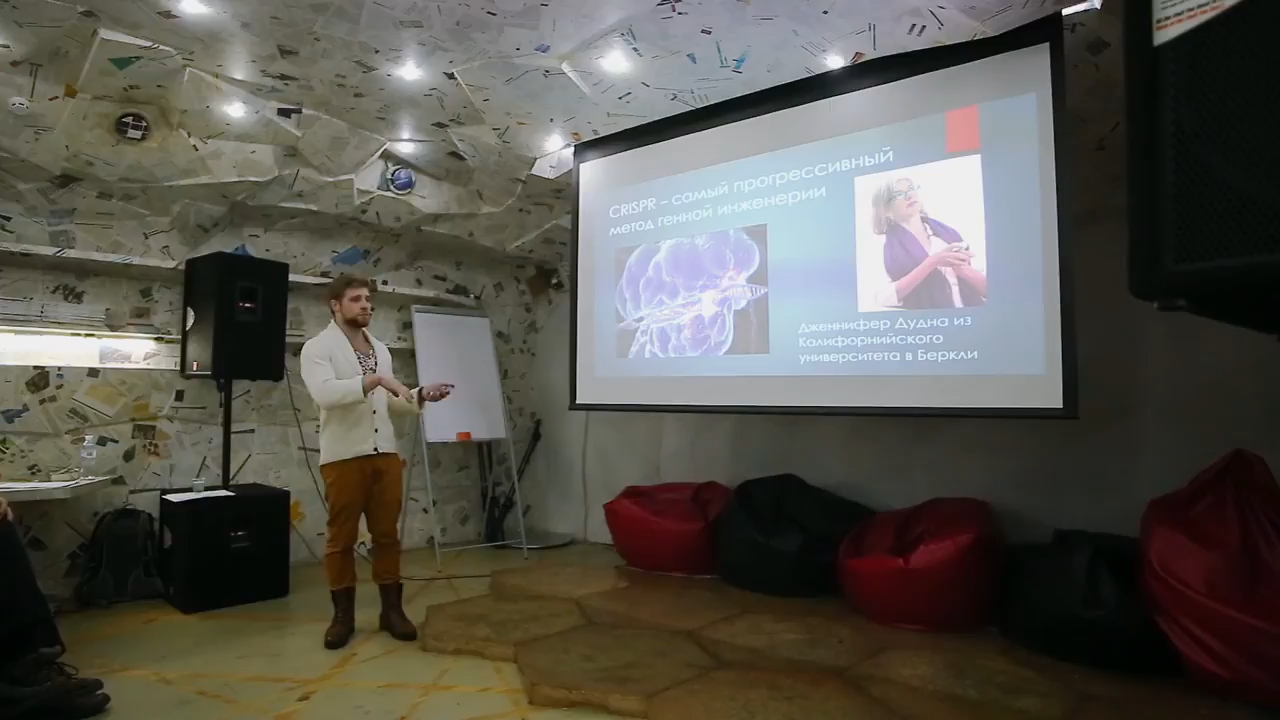 CRISPR – самый прогрессивный
метод генной инженерии
Дженнифер Дудна из
Калифорнийского
университета в Беркли